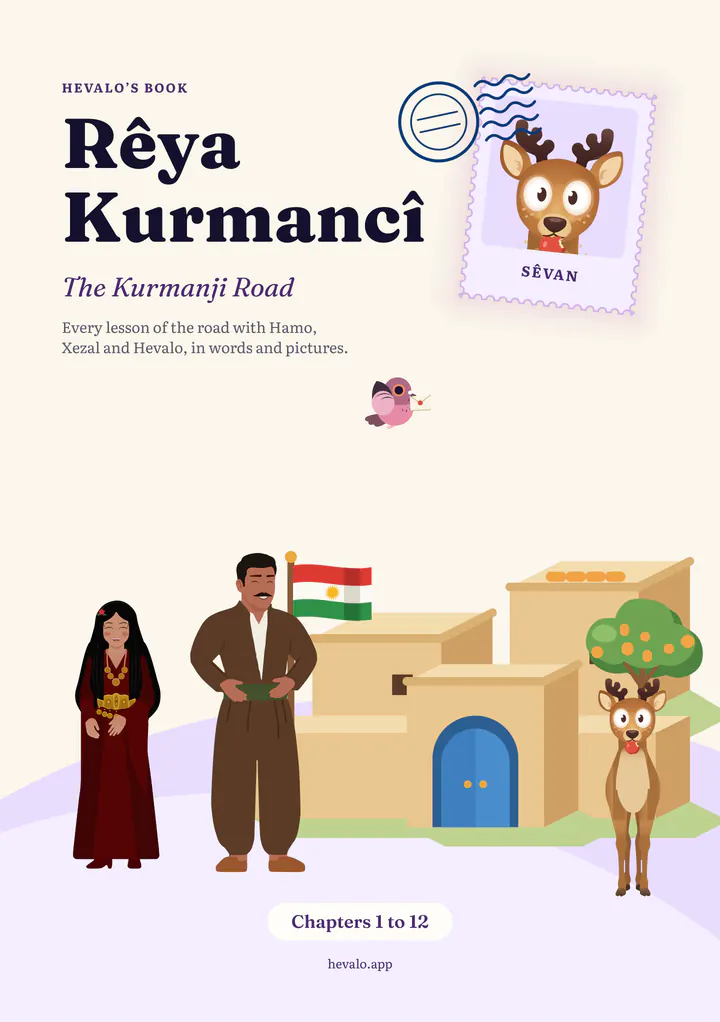 HEVALO’S BOOK
Rêya
Kurmancî
The Kurmanji Road
Every lesson of the road with Hamo,
Xezal and Hevalo, in words and pictures.
SÊVAN
Chapters 1 to 12
hevalo.app